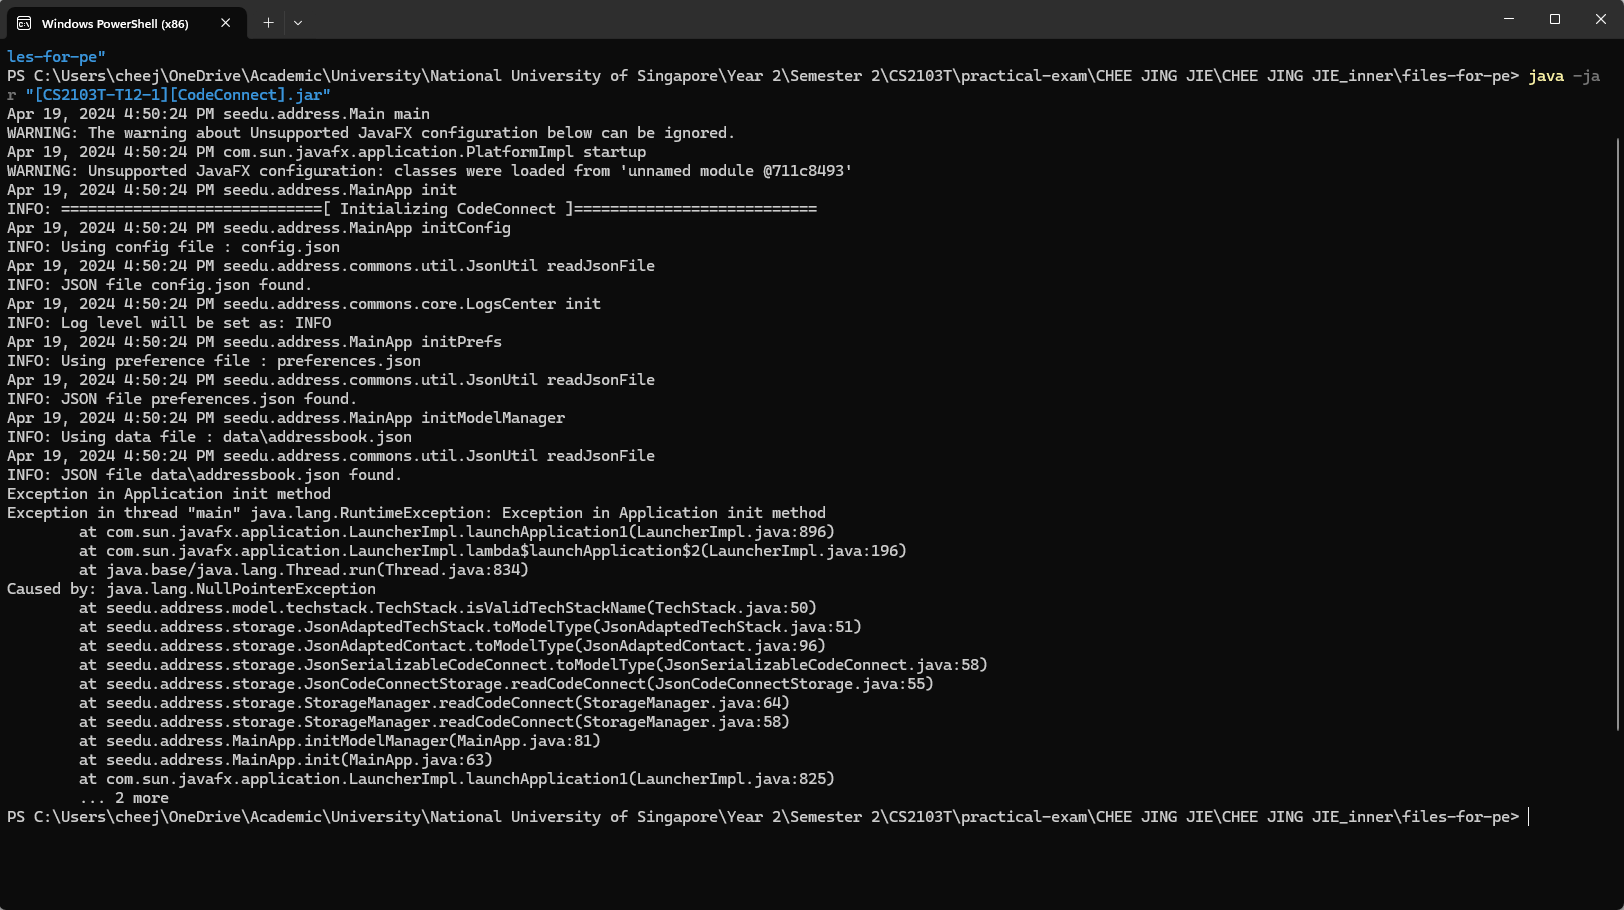 Windows PowerShell (x86)
les-for-pe"
PS C:\Users\cheej\OneDrive\Academic\University\National University of Singapore\Year 2\Semester 2\CS2103T\practical-exam\CHEE JING JIE\CHEE JING JIE_inner\files-for-pe> java -ja
r "[CS2103T-T12-1][CodeConnect].jar"
Apr 19, 2024 4:50:24 PM seedu.address.Main main
WARNING: The warning about Unsupported JavaFX configuration below can be ignored.
Apr 19, 2024 4:50:24 PM com.sun.javafx.application.PlatformImpl startup
WARNING: Unsupported JavaFX configuration: classes were loaded from 'unnamed module @711c8493'
Apr 19, 2024 4:50:24 PM seedu.address.MainApp init
INFO: =============================[ Initializing CodeConnect ]===========================
Apr 19, 2024 4:50:24 PM seedu.address.MainApp initConfig
INFO: Using config file : config.json
Apr 19, 2024 4:50:24 PM seedu.address.commons.util.JsonUtil readJsonFile
INFO: JSON file config.json found.
Apr 19, 2024 4:50:24 PM seedu.address.commons.core.LogsCenter init
INFO: Log level will be set as: INFO
Apr 19, 2024 4:50:24 PM seedu.address.MainApp initPrefs
INFO: Using preference file : preferences.json
Apr 19, 2024 4:50:24 PM seedu.address.commons.util.JsonUtil readJsonFile
INFO: JSON file preferences.json found.
Apr 19, 2024 4:50:24 PM seedu.address.MainApp initModelManager
INFO: Using data file : data\addressbook.json
Apr 19, 2024 4:50:24 PM seedu.address.commons.util.JsonUtil readJsonFile
INFO: JSON file data\addressbook.json found.
Exception in Application init method
Exception in thread "main" java.lang.RuntimeException: Exception in Application init method
        at com.sun.javafx.application.LauncherImpl.launchApplication1(LauncherImpl.java:896)
        at com.sun.javafx.application.LauncherImpl.lambda$launchApplication$2(LauncherImpl.java:196)
        at java.base/java.lang.Thread.run(Thread.java:834)
Caused by: java.lang.NullPointerException
        at seedu.address.model.techstack.TechStack.isValidTechStackName(TechStack.java:50)
        at seedu.address.storage.JsonAdaptedTechStack.toModelType(JsonAdaptedTechStack.java:51)
        at seedu.address.storage.JsonAdaptedContact.toModelType(JsonAdaptedContact.java:96)
        at seedu.address.storage.JsonSerializableCodeConnect.toModelType(JsonSerializableCodeConnect.java:58)
        at seedu.address.storage.JsonCodeConnectStorage.readCodeConnect(JsonCodeConnectStorage.java:55)
        at seedu.address.storage.StorageManager.readCodeConnect(StorageManager.java:64)
        at seedu.address.storage.StorageManager.readCodeConnect(StorageManager.java:58)
        at seedu.address.MainApp.initModelManager(MainApp.java:81)
        at seedu.address.MainApp.init(MainApp.java:63)
        at com.sun.javafx.application.LauncherImpl.launchApplication1(LauncherImpl.java:825)
        ... 2 more
PS C:\Users\cheej\OneDrive\Academic\University\National University of Singapore\Year 2\Semester 2\CS2103T\practical-exam\CHEE JING JIE\CHEE JING JIE_inner\files-for-pe>